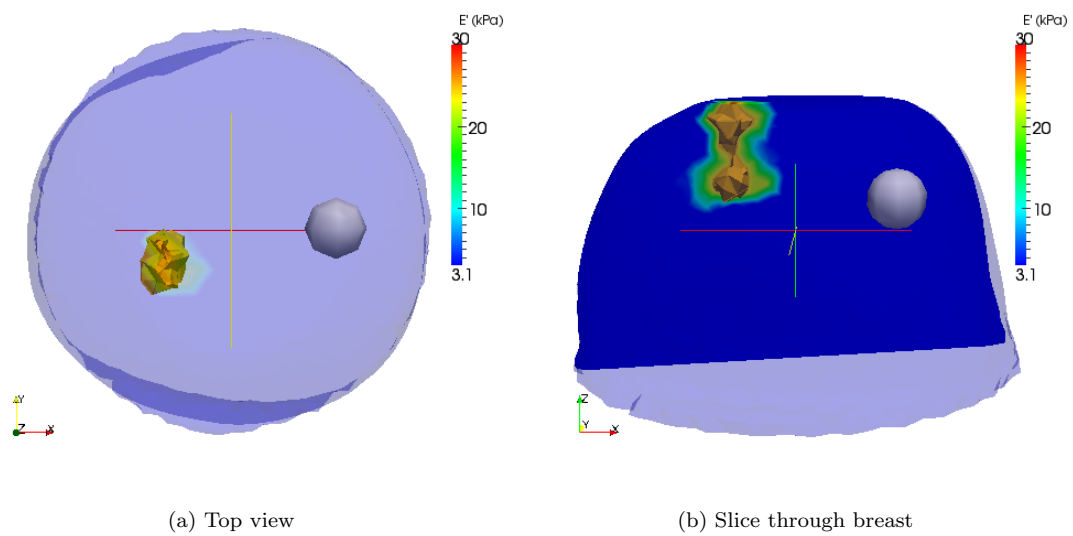 E' (kPa)
30
20
10
3.1
Y
Z
X
(a) Top view
E' (kPa)
30
20
10
3.1
Z
Y
X
(b) Slice through breast